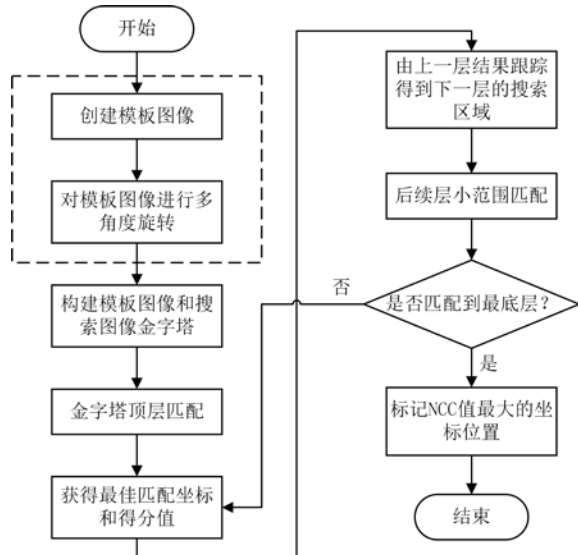 开始
创建模板图像
对模板图像进行多
角度旋转
构建模板图像和搜
索图像金字塔
金字塔顶层匹配
获得最佳匹配坐标
和得分值
由上一层结果跟踪
得到下一层的搜索
区域
后续层小范围匹配
是否匹配到最底层？
否
是
标记NCC值最大的坐
标位置
结束